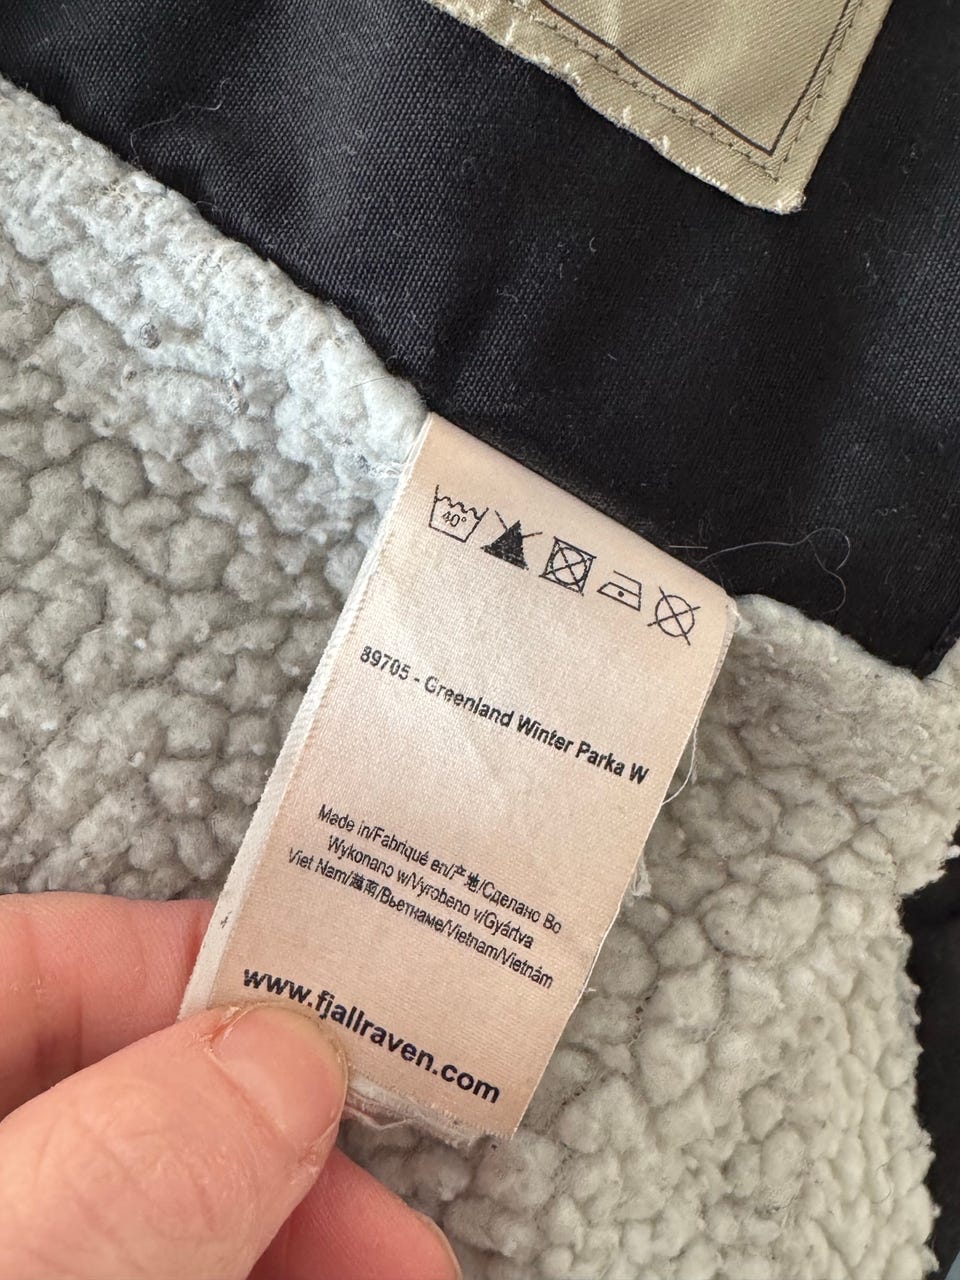 40°
89705 - Greenland Winter Parka W
Made in/Fabriqué en/产地/Сделано Во
Wykonano w/Vyrobeno v/Gyártva
Viet Nam/越南/Вьетнаме/Vietnam/Vietnám
www.fjallraven.com